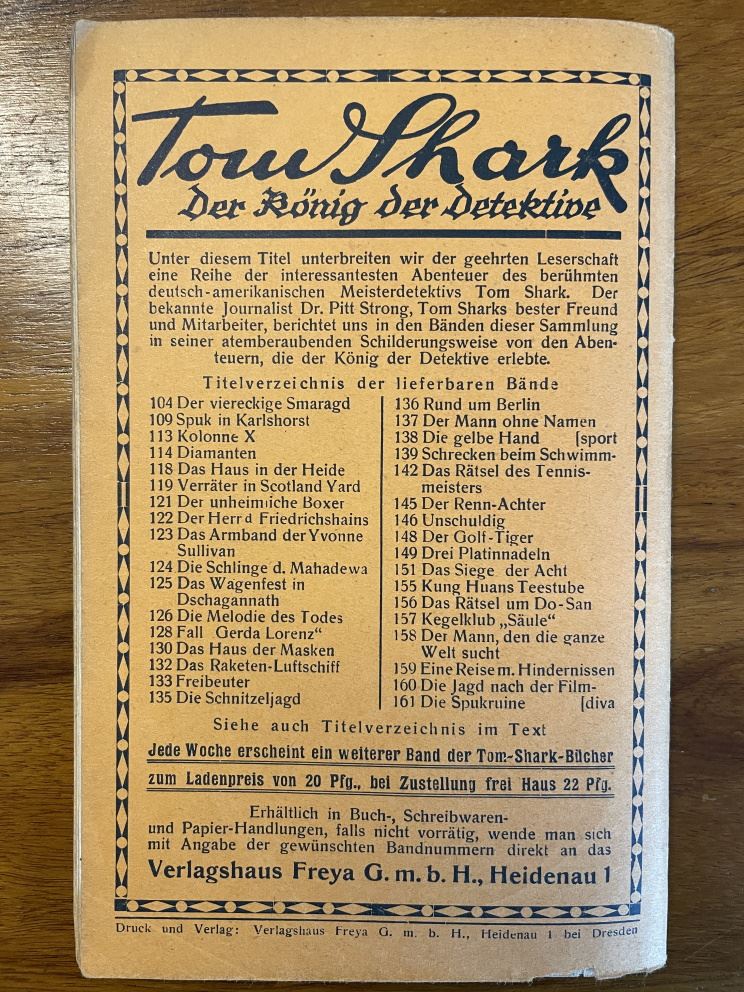 Tom Shark
Der König der Detektive
Unter diesem Titel unterbreiten wir der geehrten Leserschaft
eine Reihe der interessantesten Abenteuer des berühmten
deutsch-amerikanischen Meisterdetektivs Tom Shark. Der
bekannte Journalist Dr. Pitt Strong, Tom Sharks bester Freund
und Mitarbeiter, berichtet uns in den Bänden dieser Sammlung
in seiner atemberaubenden Schilderungsweise von den Aben-
teuern, die der König der Detektive erlebte.
Titelverzeichnis der lieferbaren Bände
104 Der viereckige Smaragd
109 Spuk in Karlshorst
113 Kolonne X
114 Diamanten
118 Das Haus in der Heide
119 Verräter in Scotland Yard
121 Der unheimliche Boxer
122 Der Herr d Friedrichshains
123 Das Armband der Yvonne
Sullivan
124 Die Schlinge d. Mahadewa
125 Das Wagenfest in
Dschagannath
126 Die Melodie des Todes
128 Fall Gerda Lorenz“
130 Das Haus der Masken
132 Das Raketen-Luftschiff
133 Freibeuter
135 Die Schnitzeljagd
136 Rund um Berlin
137 Der Mann ohne Namen
138 Die gelbe Hand [sport
139 Schrecken beim Schwimm-
142 Das Rätsel des Tennis-
meisters
145 Der Renn-Achter
146 Unschuldig
148 Der Golf-Tiger
149 Drei Platinnadeln
151 Das Siegel der Acht
155 Kung Huans Teestube
156 Das Rätsel um Do-San
157 Kegelklub „Säule“
158 Der Mann, den die ganze
Welt sucht
159 Eine Reise m. Hindernissen
160 Die Jagd nach der Film-
161 Die Spukruine [diva
Siehe auch Titelverzeichnis im Text
Jede Woche erscheint ein weiterer Band der Tom-Shark-Bücher
zum Ladenpreis von 20 Pfg., bei Zustellung frei Haus 22 Pfg.
Erhältlich in Buch-, Schreibwaren-
und Papier-Handlungen, falls nicht vorrätig, wende man sich
mit Angabe der gewünschten Bandnummern direkt an das
Verlagshaus Freya G. m. b. H., Heidenau 1
Druck und Verlag: Verlagshaus Freya G. m. b. H., Heidenau 1 bei Dresden